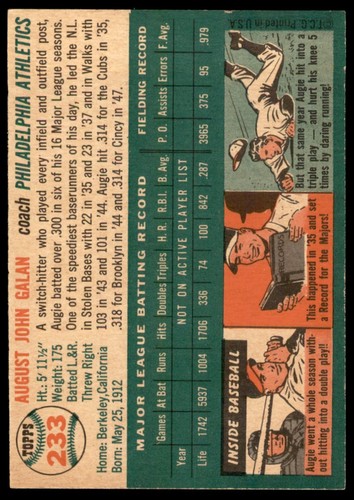 TOPPS
233
AUGUST JOHN GALAN coach PHILADELPHIA ATHLETICS
Ht.: 5' 11½"
Weight: 175
Batted L.&R.
Threw Right
Home: Berkeley, California
Born: May 25, 1912
A switch-hitter who played every infield and outfield post,
Augie batted over .300 in six of his 16 Major League seasons.
One of the speediest baserunners of his day, he led the N.L.
in Stolen Bases with 22 in '35 and 23 in '37 and in Walks with
103 in '43 and 101 in '44. Augie hit .314 for the Cubs in '35,
.318 for Brooklyn in '44 and .314 for Cincy in '47.
MAJOR LEAGUE BATTING RECORD
FIELDING RECORD
Games At Bat Runs Hits Doubles Triples H.R. R.B.I. B.Avg. P.O. Assists Errors F.Avg.
Year NOT ON ACTIVE PLAYER LIST
Life 1742 5937 1004 1706 336 74 100 842 .287 3965 375 95 .979
INSIDE BASEBALL
Augie went a whole season with-
out hitting into a double play!!
This happened in '35 and set
a Record for the Majors!
But that same year Augie hit into a
triple play — and hurt his knee 5
times by daring running!
©T.C.G. Printed in U.S.A.